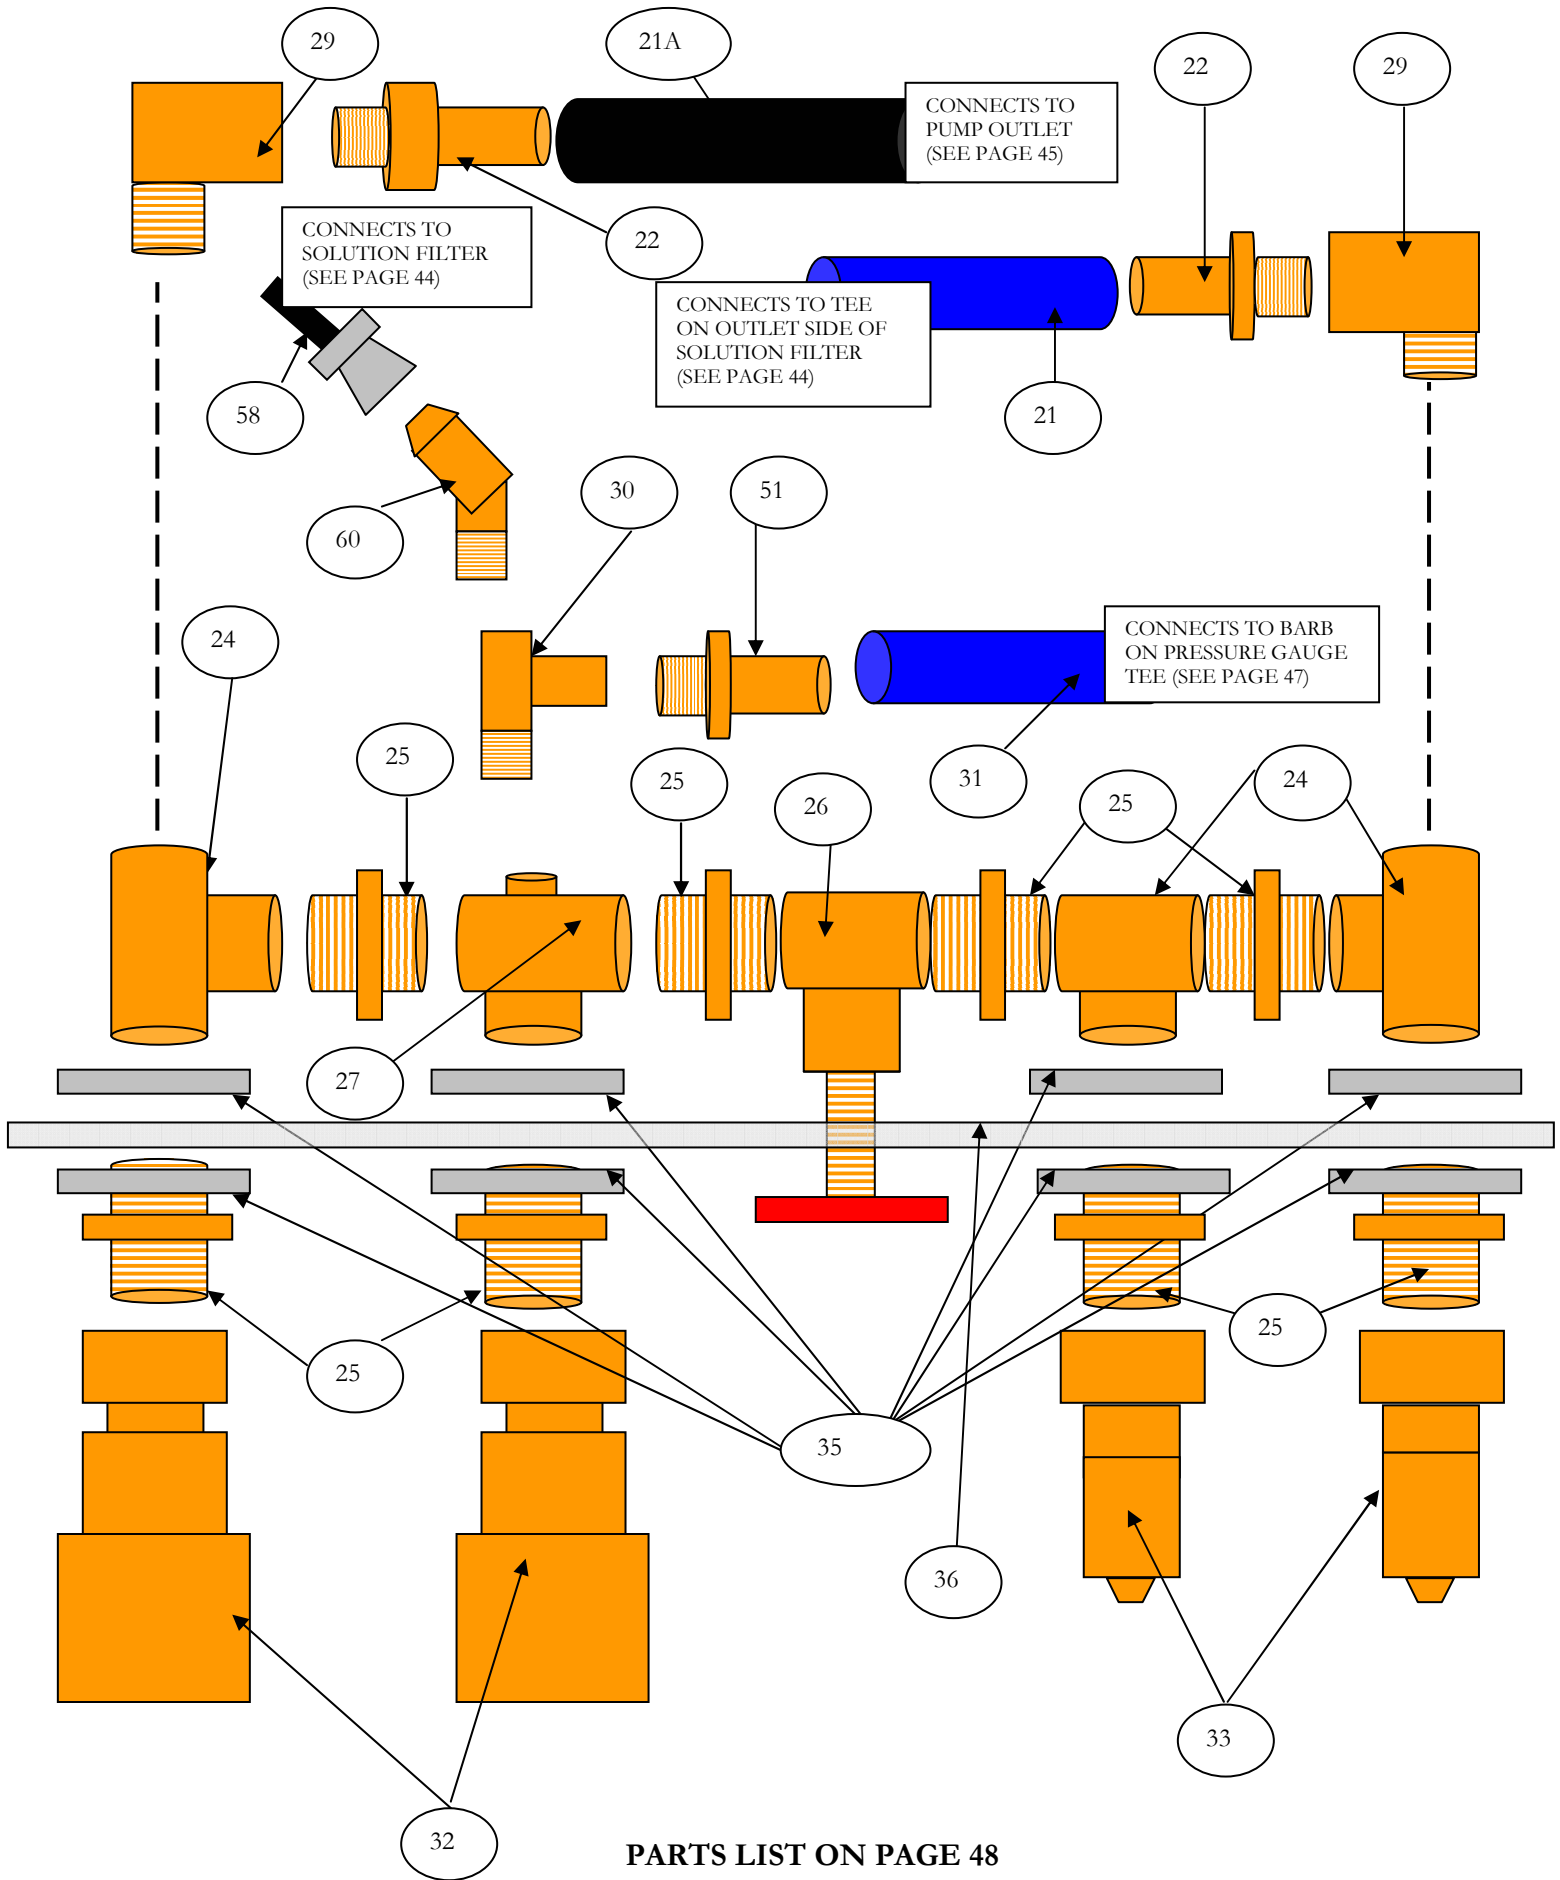 29
21A
22
29
CONNECTS TO
PUMP OUTLET
(SEE PAGE 45)
CONNECTS TO
SOLUTION FILTER
(SEE PAGE 44)
22
CONNECTS TO TEE
ON OUTLET SIDE OF
SOLUTION FILTER
(SEE PAGE 44)
58
21
60
30
51
24
CONNECTS TO BARB
ON PRESSURE GAUGE
TEE (SEE PAGE 47)
25
25
26
31
25
24
27
25
25
35
36
33
32
PARTS LIST ON PAGE 48